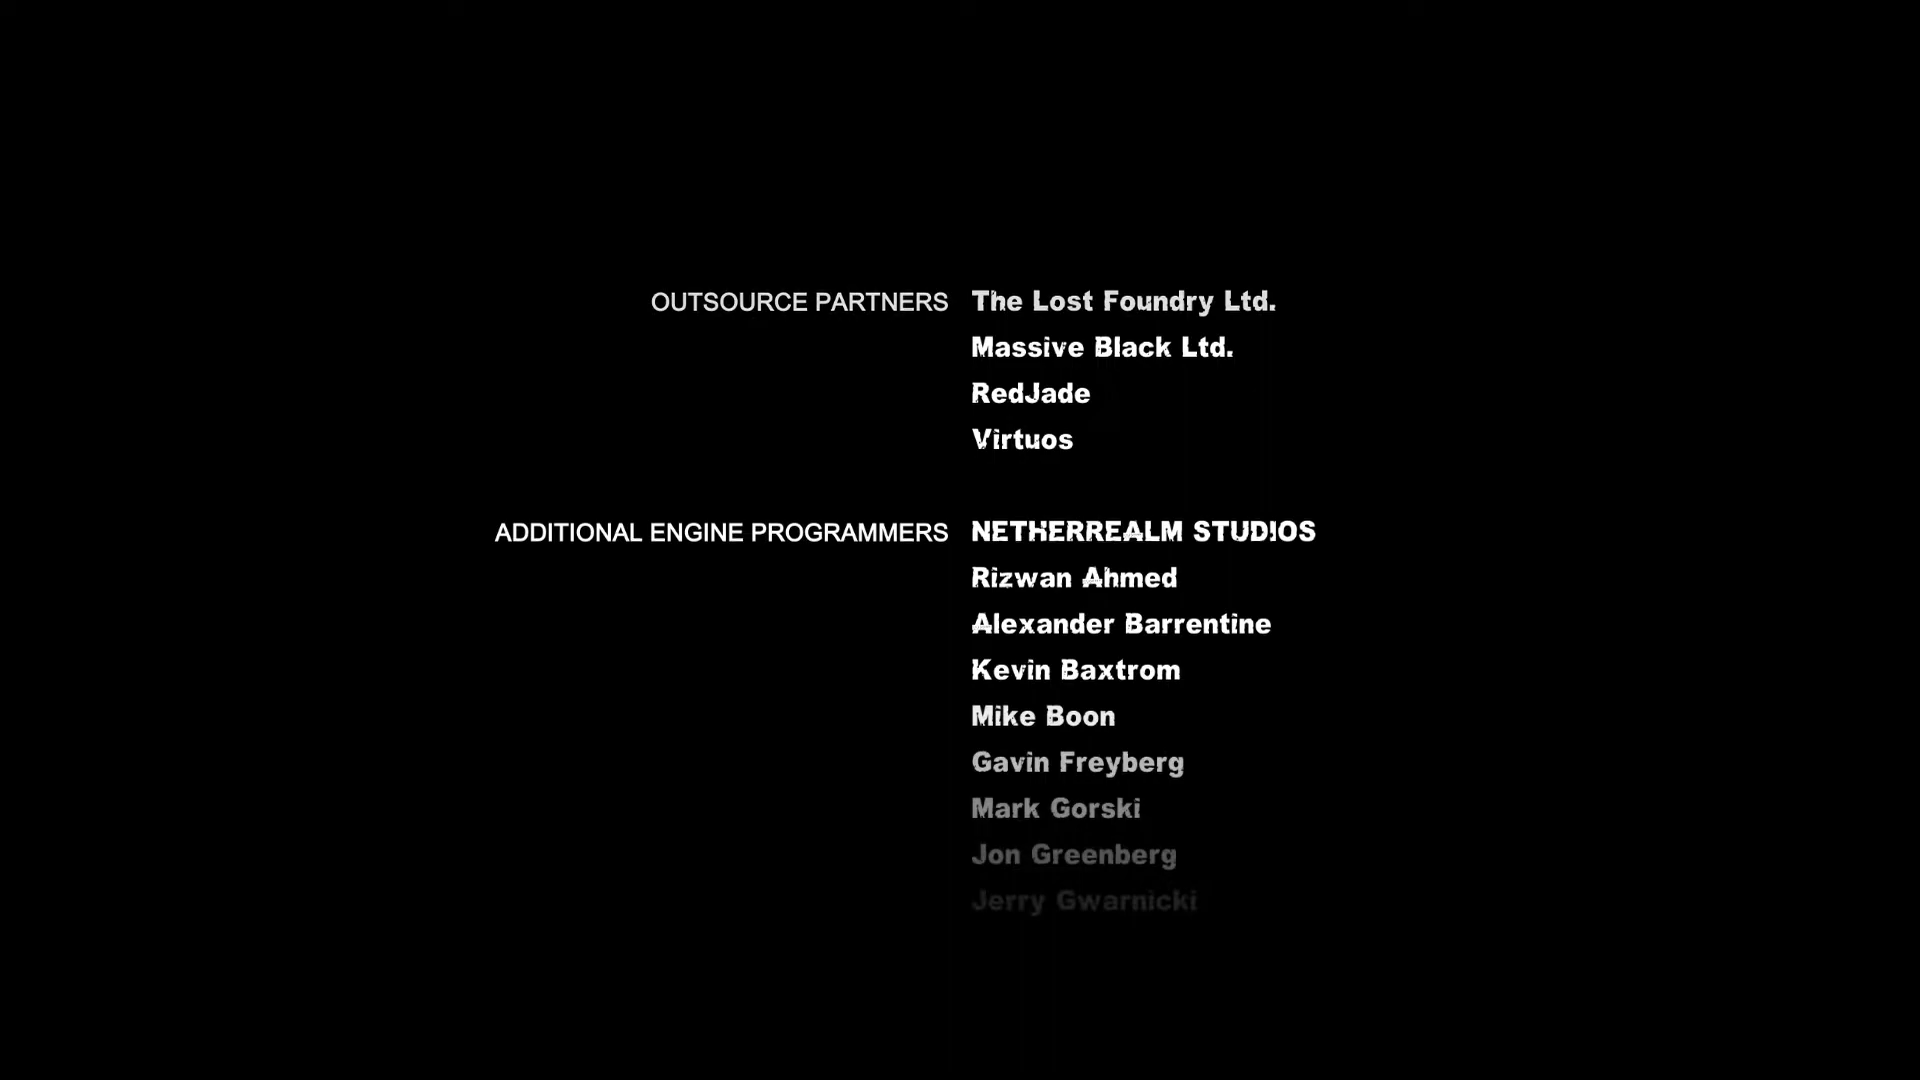 OUTSOURCE PARTNERS The Lost Foundry Ltd.
Massive Black Ltd.
RedJade
Virtuos
ADDITIONAL ENGINE PROGRAMMERS NETHERREALM STUDIOS
Rizwan Ahmed
Alexander Barrentine
Kevin Baxtrom
Mike Boon
Gavin Freyberg
Mark Gorski
Jon Greenberg
Jerry Gwarnicki